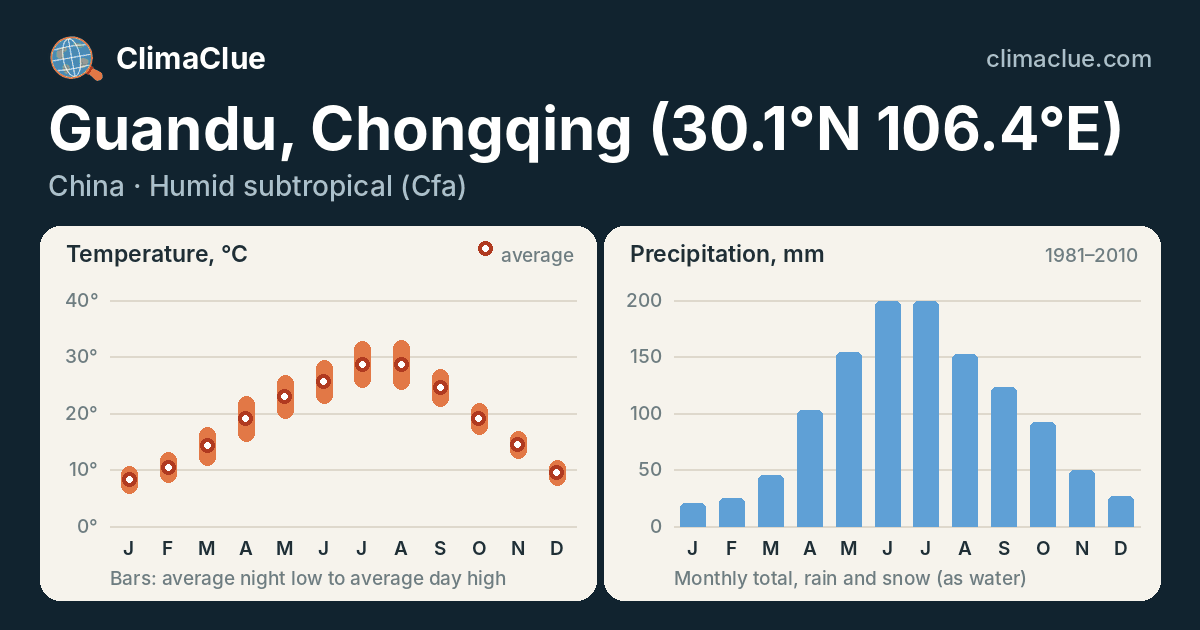 ClimaClue
climaclue.com
Guandu, Chongqing (30.1°N 106.4°E)
China · Humid subtropical (Cfa)
Temperature, °C
average
40°
30°
20°
10°
0°
J F M A M J J A S O N D
Bars: average night low to average day high
Precipitation, mm
1981–2010
200
150
100
50
0
J F M A M J J A S O N D
Monthly total, rain and snow (as water)